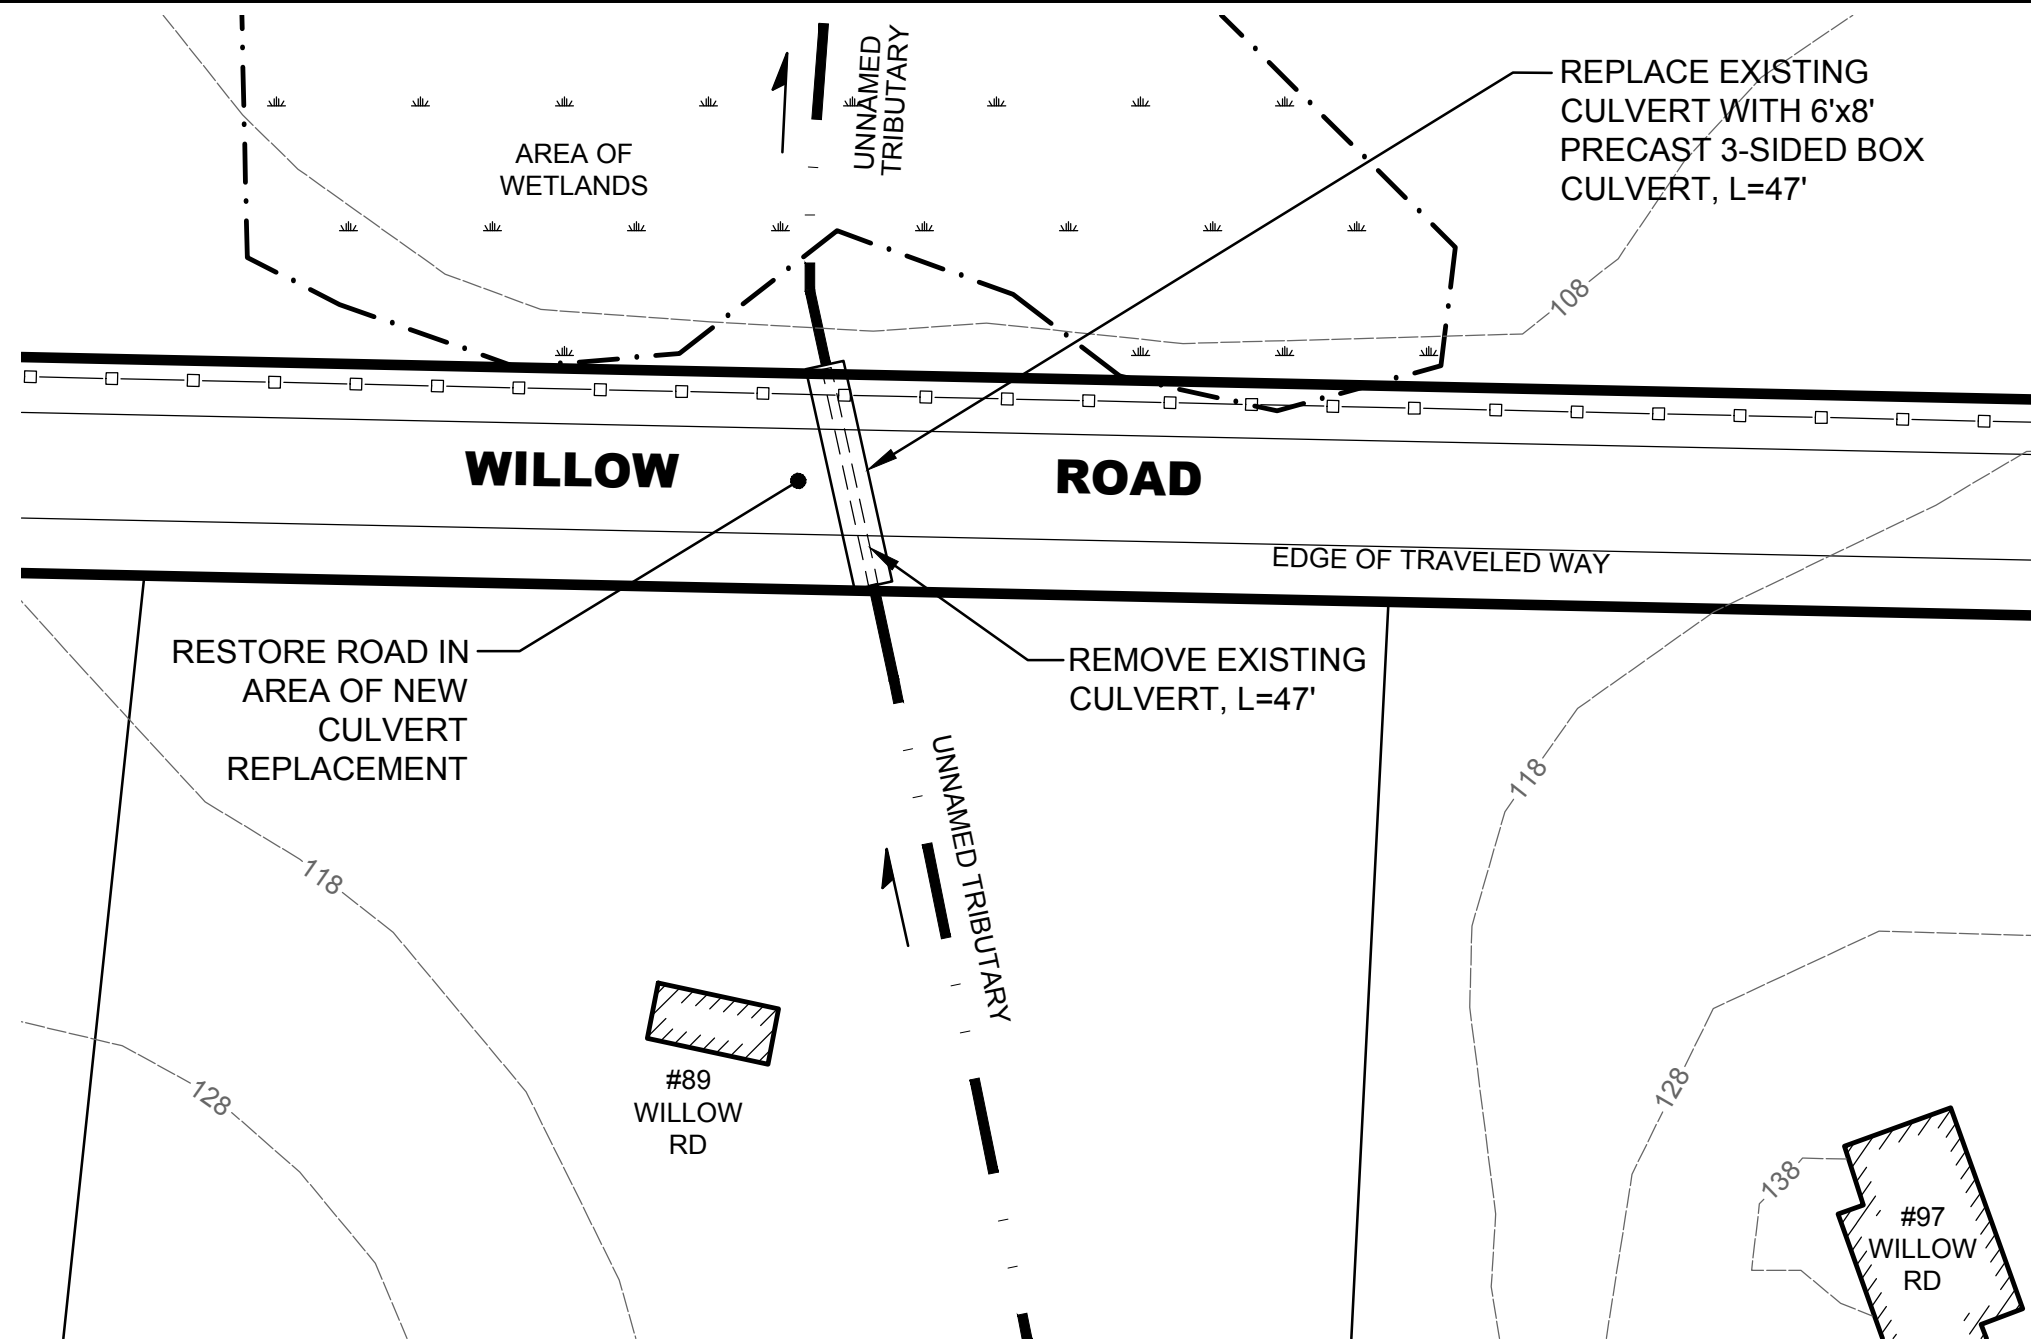 UNNAMED
TRIBUTARY
REPLACE EXISTING
CULVERT WITH 6'x8'
PRECAST 3-SIDED BOX
CULVERT, L=47'
AREA OF
WETLANDS
108
WILLOW ROAD
EDGE OF TRAVELED WAY
RESTORE ROAD IN
AREA OF NEW
CULVERT
REPLACEMENT
REMOVE EXISTING
CULVERT, L=47'
UNNAMED TRIBUTARY
118
118
128
128
138
#89
WILLOW
RD
#97
WILLOW
RD